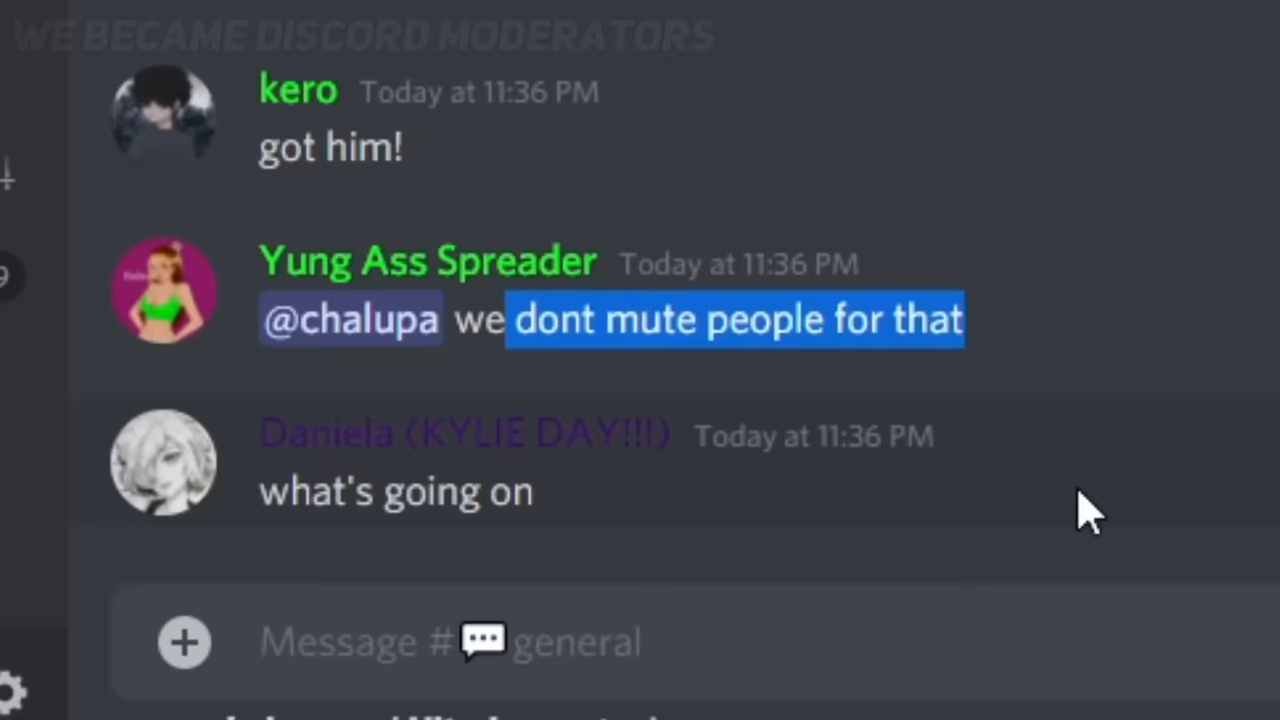 WE BECAME DISCORD MODERATORS
kero Today at 11:36 PM
got him!
Yung Ass Spreader Today at 11:36 PM
@chalupa we dont mute people for that
Daniela (KYLIE DAY!!!) Today at 11:36 PM
what's going on
Message #💬general
9